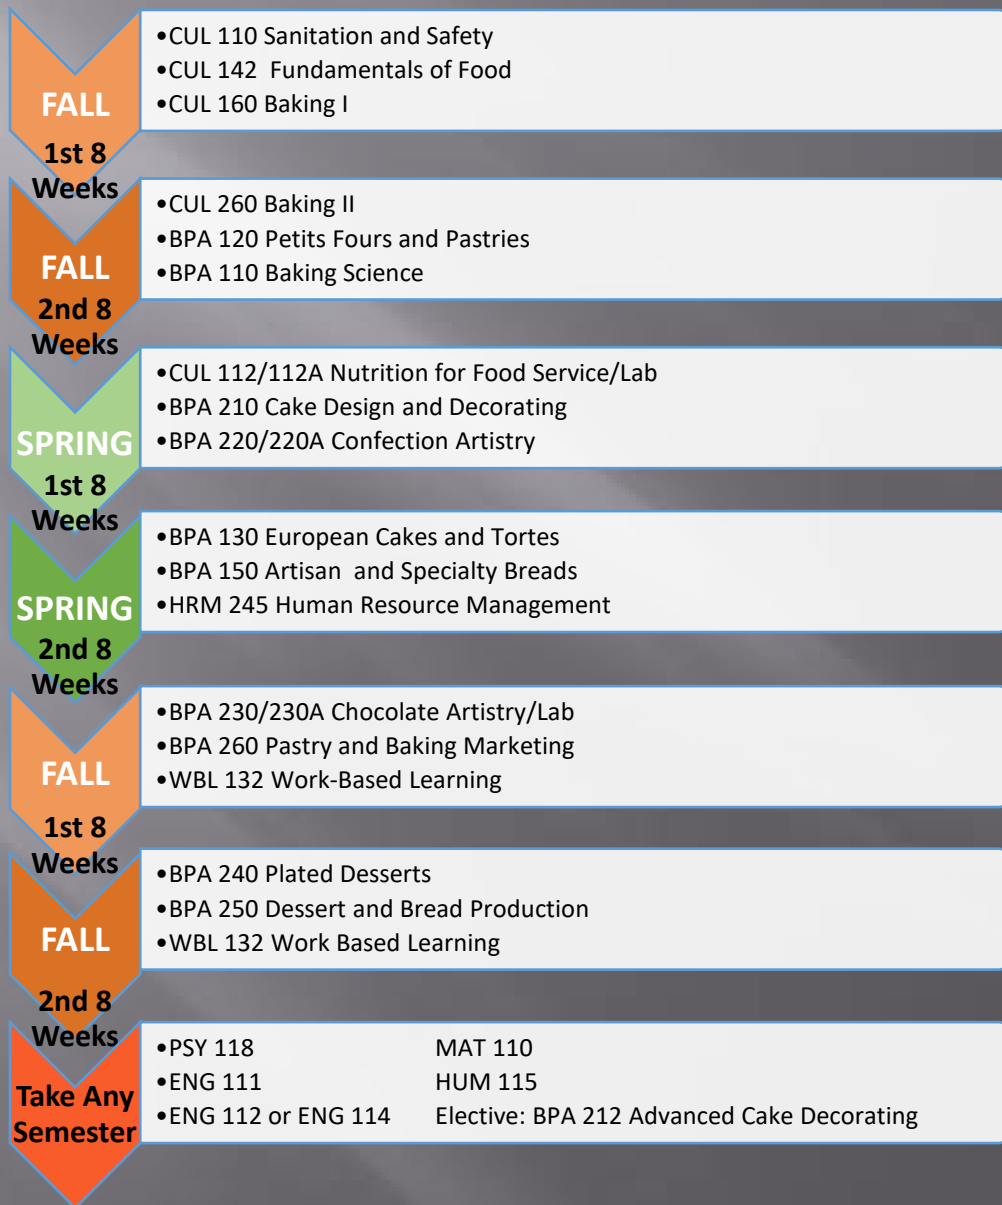 FALL
1st 8
Weeks
•CUL 110 Sanitation and Safety
•CUL 142  Fundamentals of Food
•CUL 160 Baking I
FALL
2nd 8
Weeks
•CUL 260 Baking II
•BPA 120 Petits Fours and Pastries
•BPA 110 Baking Science
SPRING
1st 8
Weeks
•CUL 112/112A Nutrition for Food Service/Lab
•BPA 210 Cake Design and Decorating
•BPA 220/220A Confection Artistry
SPRING
2nd 8
Weeks
•BPA 130 European Cakes and Tortes
•BPA 150 Artisan  and Specialty Breads
•HRM 245 Human Resource Management
FALL
1st 8
Weeks
•BPA 230/230A Chocolate Artistry/Lab
•BPA 260 Pastry and Baking Marketing
•WBL 132 Work-Based Learning
FALL
2nd 8
Weeks
•BPA 240 Plated Desserts
•BPA 250 Dessert and Bread Production
•WBL 132 Work Based Learning
Take Any
Semester
•PSY 118 MAT 110
•ENG 111 HUM 115
•ENG 112 or ENG 114 Elective: BPA 212 Advanced Cake Decorating